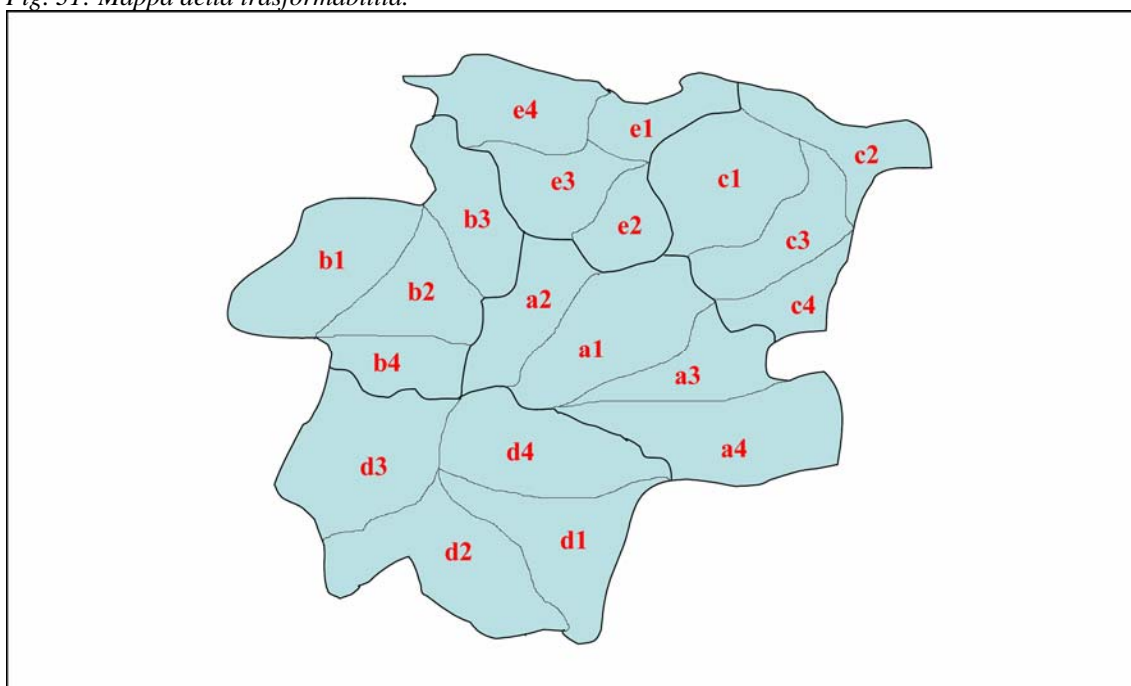 Fig. 31: Mappa della trasformabilità.
e4
e1
c2
e3
c1
b3
e2
c3
b1
b2
a2
c4
a1
b4
a3
d4
a4
d3
d1
d2